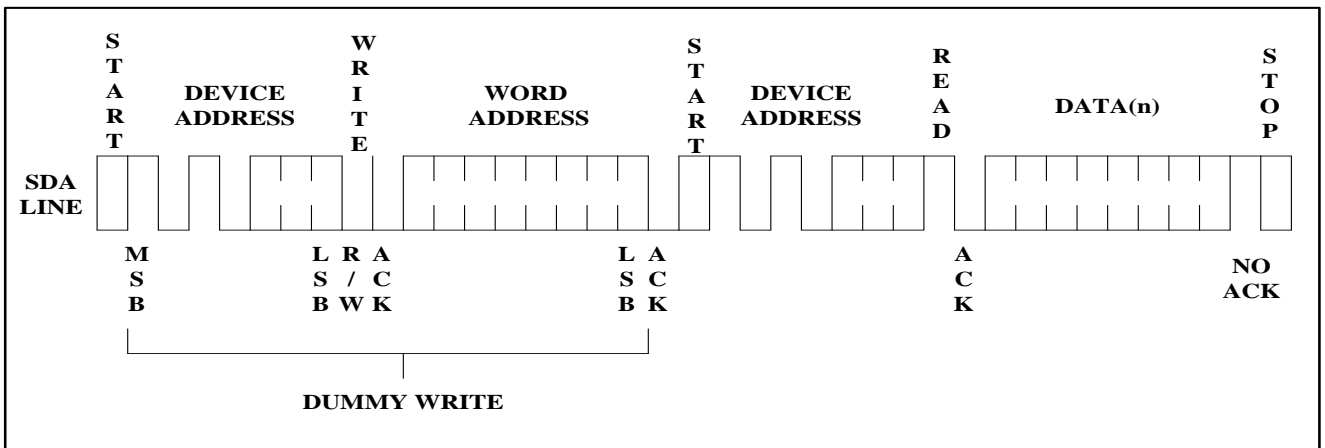 START
WRITE
START
READ
STOP
DEVICE
ADDRESS
WORD
ADDRESS
DEVICE
ADDRESS
DATA(n)
SDA
LINE
MSB
LSB
R/W
ACK
LSB
ACK
ACK
NO
ACK
DUMMY WRITE